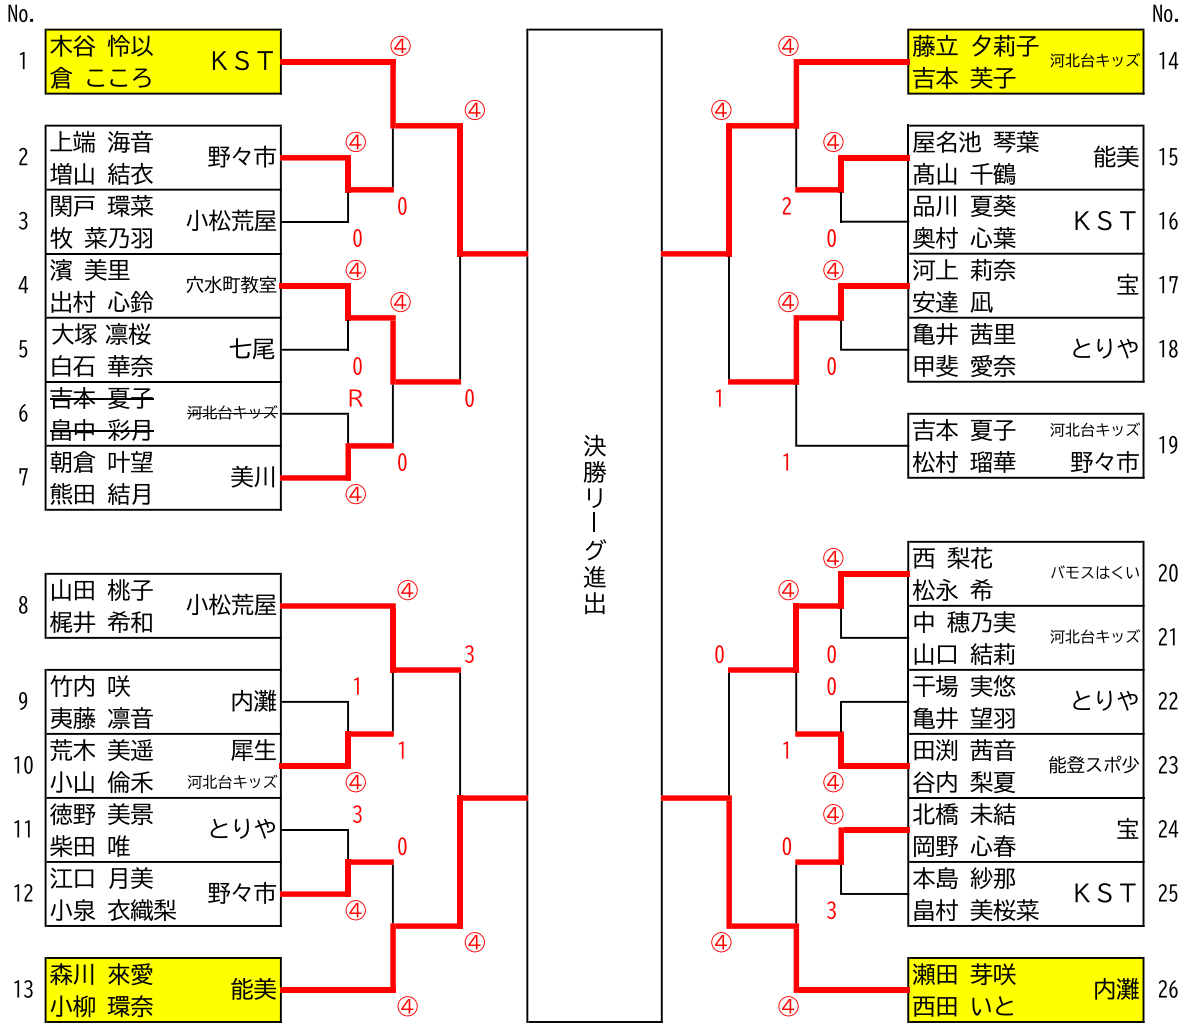 No.
1
木谷 怜以
倉 こころ
KST
2
上端 海音
増山 結衣
野々市
3
関戸 環菜
牧 菜乃羽
小松荒屋
4
濱 美里
出村 心鈴
穴水町教室
5
大塚 凛桜
白石 華奈
七尾
6
吉本 夏子
畠中 彩月
河北台キッズ
7
朝倉 叶望
熊田 結月
美川
8
山田 桃子
梶井 希和
小松荒屋
9
竹内 咲
夷藤 凛音
内灘
10
荒木 美遥
小山 倫禾
犀生
河北台キッズ
11
徳野 美景
柴田 唯
とりや
12
江口 月美
小泉 衣織梨
野々市
13
森川 來愛
小柳 環奈
能美
④
④
④
0
0
④
④
0
R
0
④
0
④
3
1
④
1
3
④
0
④
④
決勝リーグ進出
④
④
④
2
0
④
④
0
1
1
④
④
0
0
0
④
1
④
0
3
④
④
No.
14
藤立 夕莉子
吉本 芙子
河北台キッズ
15
屋名池 琴葉
髙山 千鶴
能美
16
品川 夏葵
奥村 心葉
KST
17
河上 莉奈
安達 凪
宝
18
亀井 茜里
甲斐 愛奈
とりや
19
吉本 夏子
松村 瑠華
河北台キッズ
野々市
20
西 梨花
松永 希
バモスはくい
21
中 穂乃実
山口 結莉
河北台キッズ
22
干場 実悠
亀井 望羽
とりや
23
田渕 茜音
谷内 梨夏
能登スポ少
24
北橋 未結
岡野 心春
宝
25
本島 紗那
畠村 美桜菜
KST
26
瀬田 芽咲
西田 いと
内灘